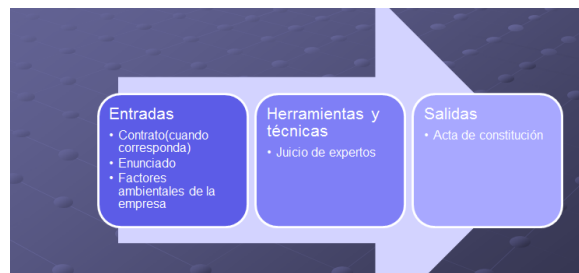 Entradas
• Contrato(cuando
corresponda)
• Enunciado
• Factores
ambientales de la
empresa
Herramientas y
técnicas
• Juicio de expertos
Salidas
• Acta de constitución